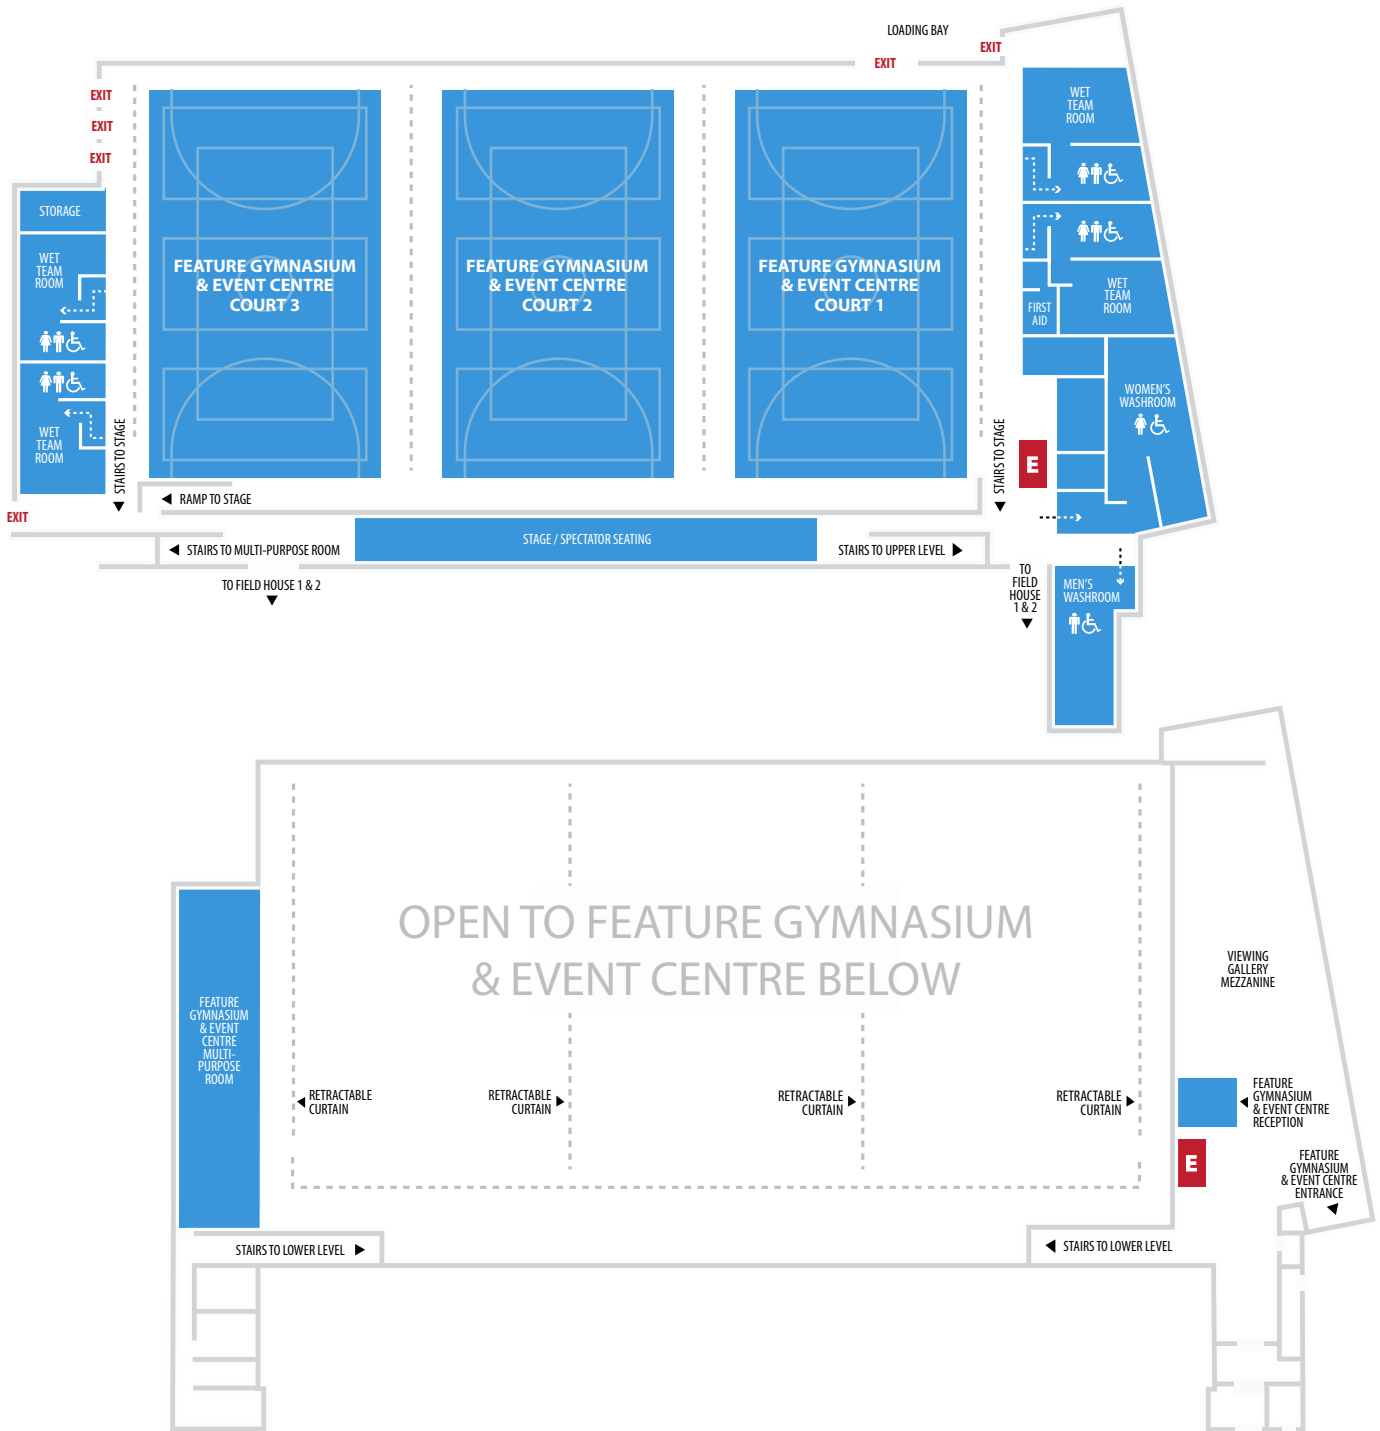 LOADING BAY
EXIT
EXIT
EXIT
EXIT
EXIT
STORAGE
WET
TEAM
ROOM
WET
TEAM
ROOM
EXIT
STAIRS TO STAGE
FEATURE GYMNASIUM
& EVENT CENTRE
COURT 3
FEATURE GYMNASIUM
& EVENT CENTRE
COURT 2
FEATURE GYMNASIUM
& EVENT CENTRE
COURT 1
WET
TEAM
ROOM
WET
TEAM
ROOM
FIRST
AID
WOMEN'S
WASHROOM
STAIRS TO STAGE
E
RAMP TO STAGE
STAGE / SPECTATOR SEATING
STAIRS TO MULTI-PURPOSE ROOM
STAIRS TO UPPER LEVEL
TO FIELD HOUSE 1 & 2
TO
FIELD
HOUSE
1 & 2
MEN'S
WASHROOM
OPEN TO FEATURE GYMNASIUM
& EVENT CENTRE BELOW
VIEWING
GALLERY
MEZZANINE
FEATURE
GYMNASIUM
& EVENT
CENTRE
MULTI-
PURPOSE
ROOM
RETRACTABLE
CURTAIN
RETRACTABLE
CURTAIN
RETRACTABLE
CURTAIN
RETRACTABLE
CURTAIN
FEATURE
GYMNASIUM
& EVENT CENTRE
RECEPTION
E
FEATURE
GYMNASIUM
& EVENT CENTRE
ENTRANCE
STAIRS TO LOWER LEVEL
STAIRS TO LOWER LEVEL